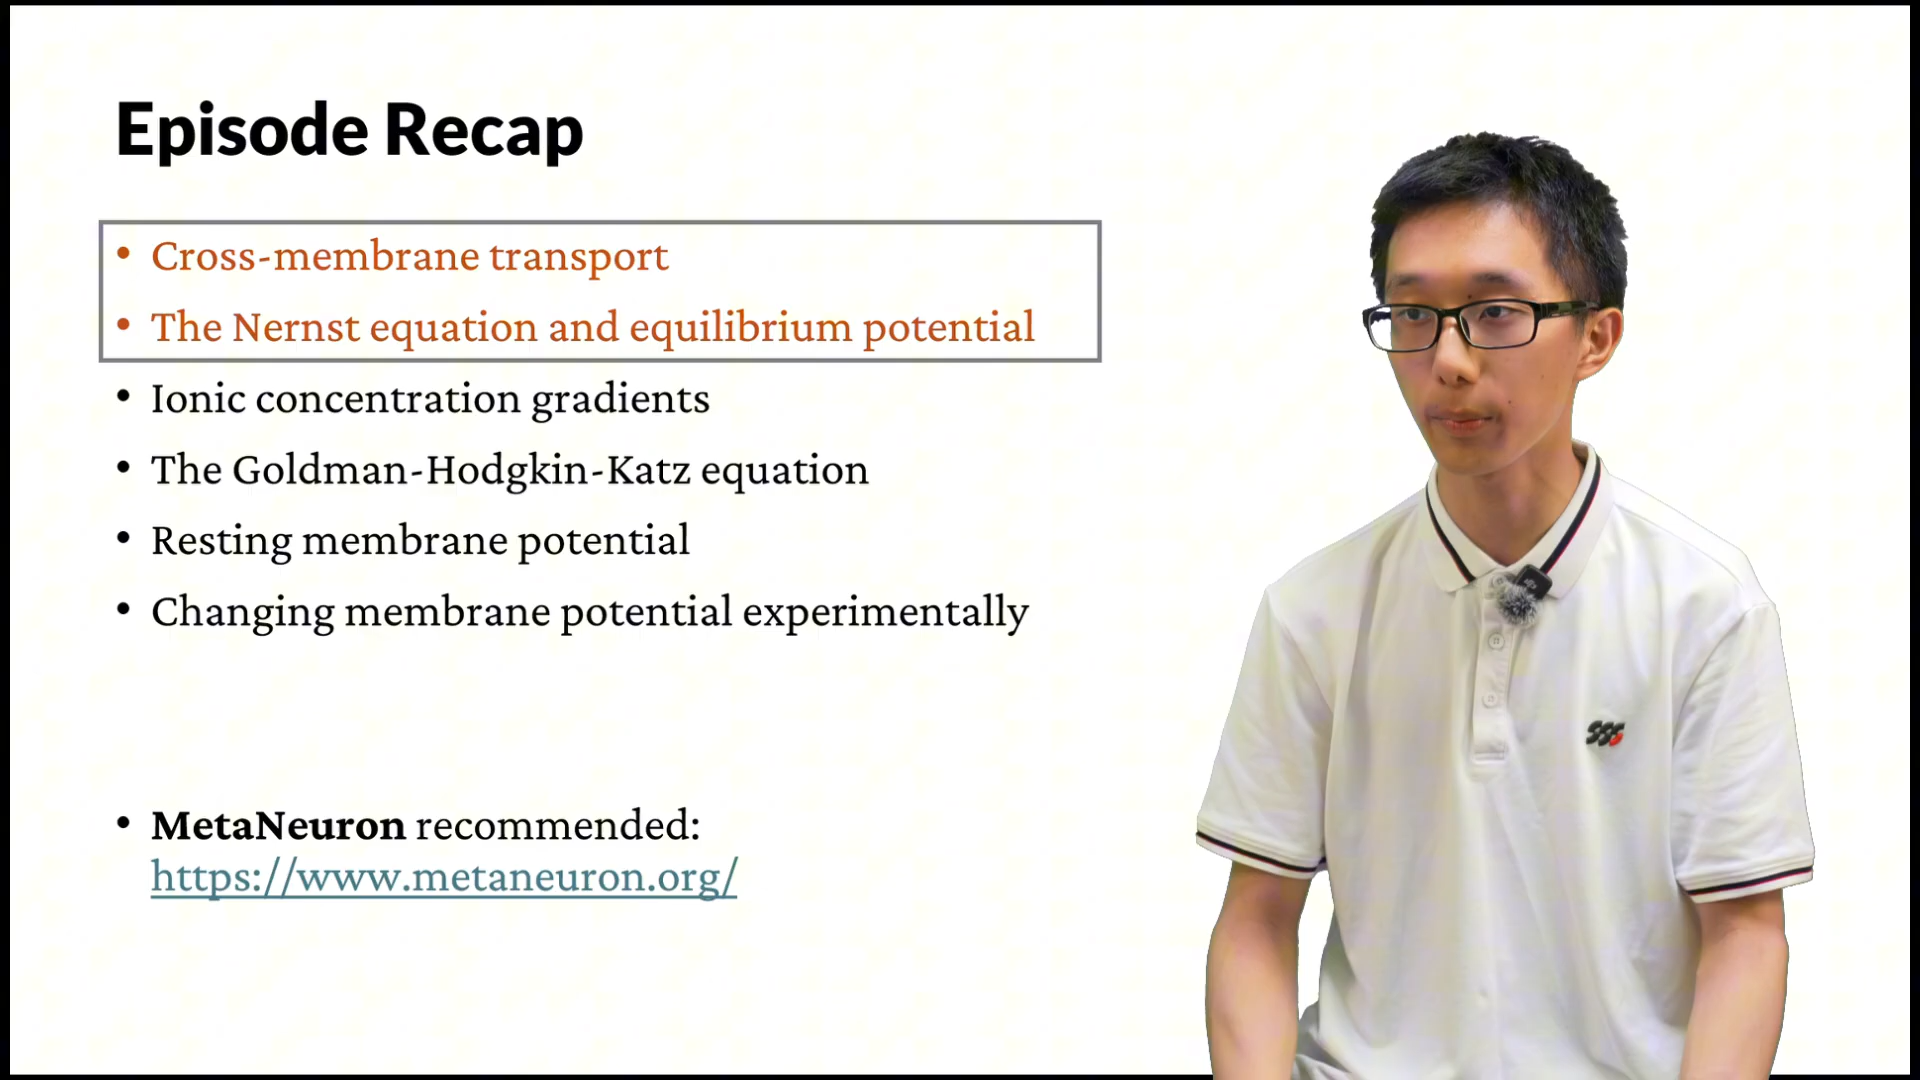 Episode Recap
• Cross-membrane transport
• The Nernst equation and equilibrium potential
• Ionic concentration gradients
• The Goldman-Hodgkin-Katz equation
• Resting membrane potential
• Changing membrane potential experimentally
• MetaNeuron recommended:
https://www.metaneuron.org/
SSS